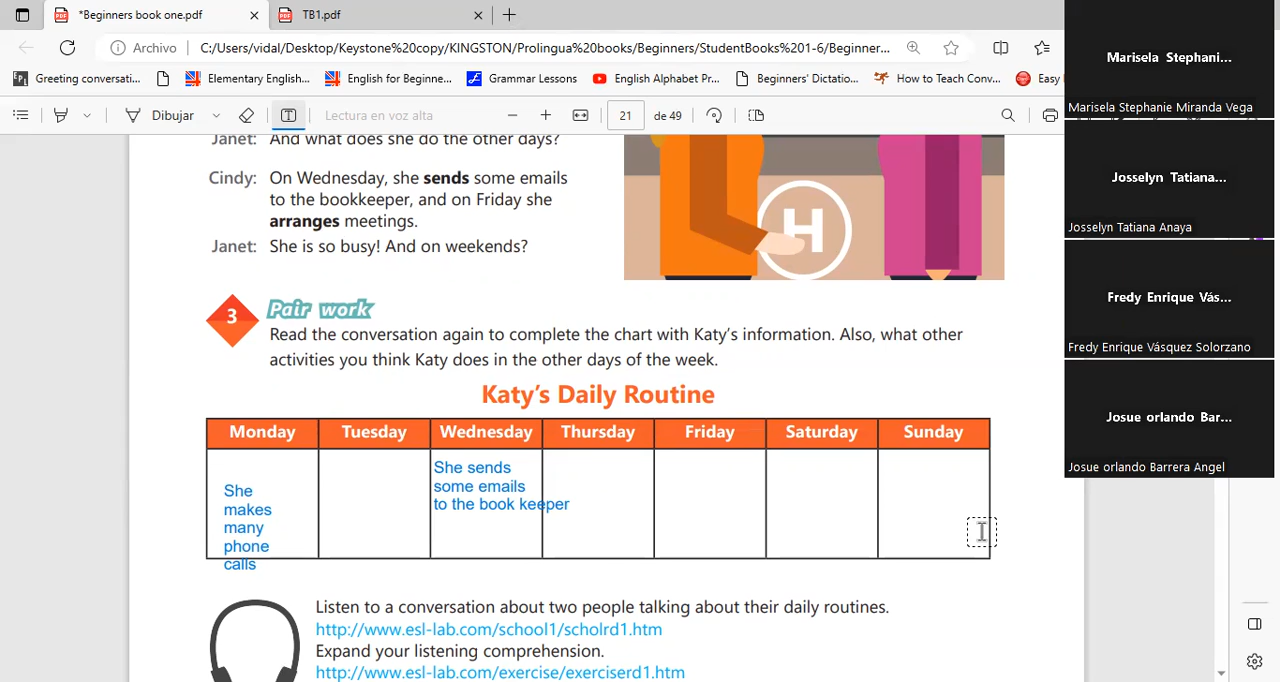 *Beginners book one.pdf
TB1.pdf
Archivo
C:/Users/vidal/Desktop/Keystone%20copy/KINGSTON/Prolingua%20books/Beginners/StudentBooks%201-6/Beginner...
Greeting conversati...
Elementary English...
English for Beginne...
Grammar Lessons
English Alphabet Pr...
Beginners' Dictatio...
How to Teach Conv...
Easy
Dibujar
Lectura en voz alta
21
de 49
Janet: And what does she do the other days?
Cindy: On Wednesday, she sends some emails
to the bookkeeper, and on Friday she
arranges meetings.
Janet: She is so busy! And on weekends?
H
3
Pair work
Read the conversation again to complete the chart with Katy's information. Also, what other
activities you think Katy does in the other days of the week.
Katy's Daily Routine
Monday Tuesday Wednesday Thursday Friday Saturday Sunday
She
makes
many
phone
calls
She sends
some emails
to the book keeper
Listen to a conversation about two people talking about their daily routines.
http://www.esl-lab.com/school1/scholrd1.htm
Expand your listening comprehension.
http://www.esl-lab.com/exercise/exerciserd1.htm
Marisela Stephani...
Marisela Stephanie Miranda Vega
Josselyn Tatiana...
Josselyn Tatiana Anaya
Fredy Enrique Vás...
Fredy Enrique Vásquez Solorzano
Josue orlando Bar...
Josue orlando Barrera Angel